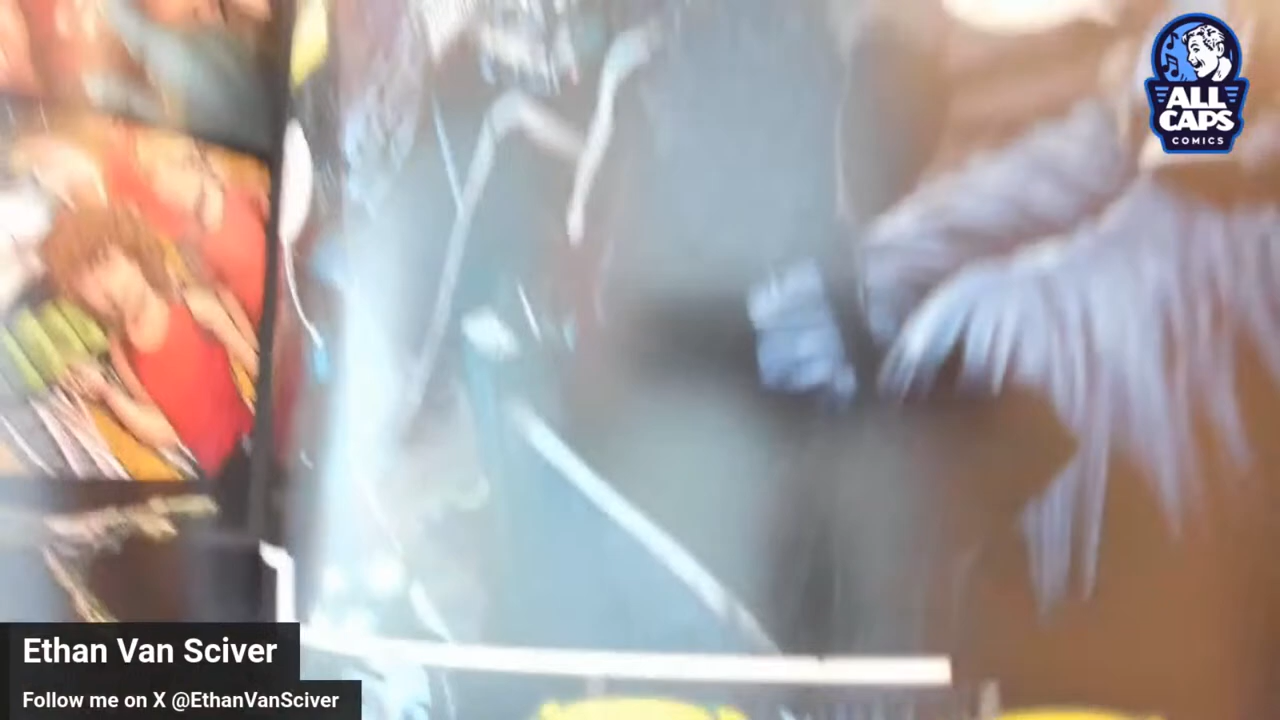 ALL
CAPS
COMICS
Ethan Van Sciver
Follow me on X @EthanVanSciver